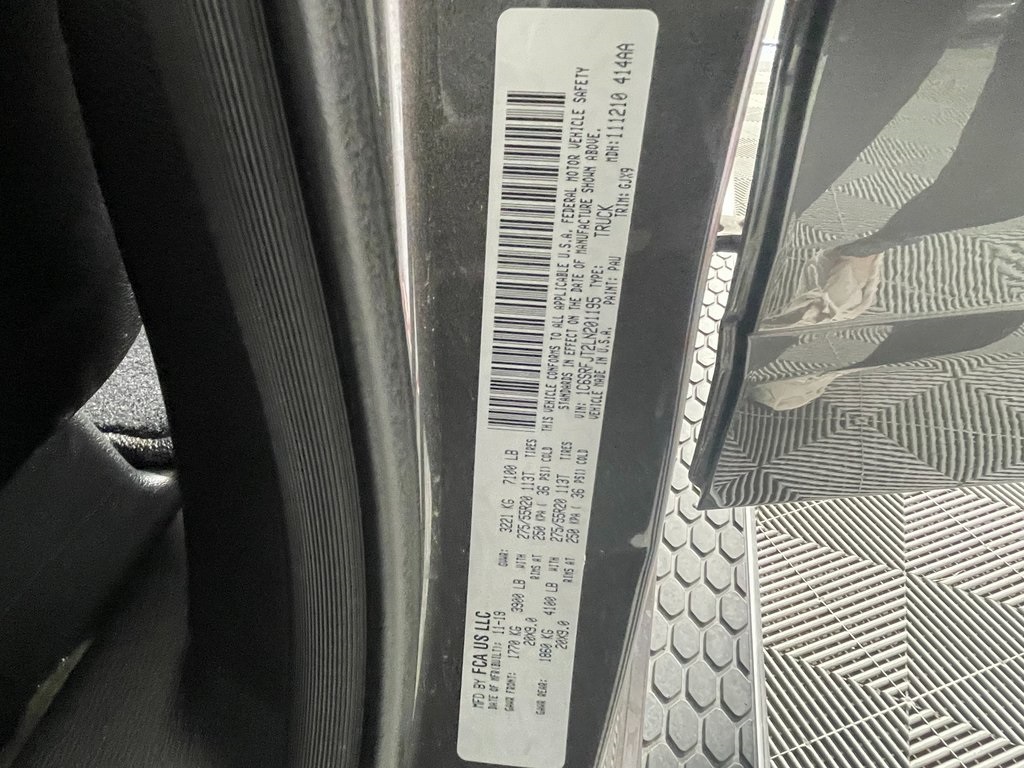 MFD BY FCA US LLC
DATE OF MFR(BUILT): 11-19 GVWR: 3221 KG 7100 LB
GAWR FRONT: 1770 KG 3900 LB WITH 275/55R20 113T TIRES
20X9.0 RIMS AT 250 KPA ( 36 PSI) COLD
GAWR REAR: 1860 KG 4100 LB WITH 275/55R20 113T TIRES
20X9.0 RIMS AT 250 KPA ( 36 PSI) COLD
THIS VEHICLE CONFORMS TO ALL APPLICABLE U.S.A. FEDERAL MOTOR VEHICLE SAFETY
STANDARDS IN EFFECT ON THE DATE OF MANUFACTURE SHOWN ABOVE.
VIN: 1C6SRFJT2LN201195 TYPE: TRUCK
VEHICLE MADE IN U.S.A. PAINT: PAU TRIM: GJX9 MDH:111210 414AA